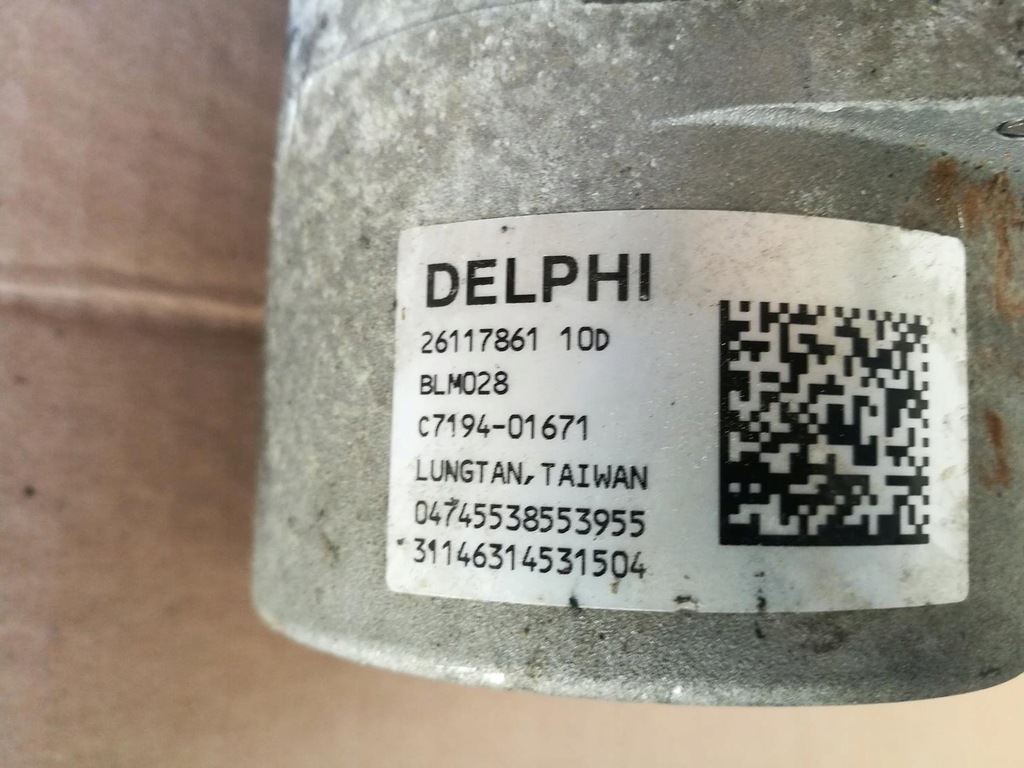 DELPHI
26117861 10D
BLM028
C7194-01671
LUNGTAN, TAIWAN
04745538553955
31146314531504